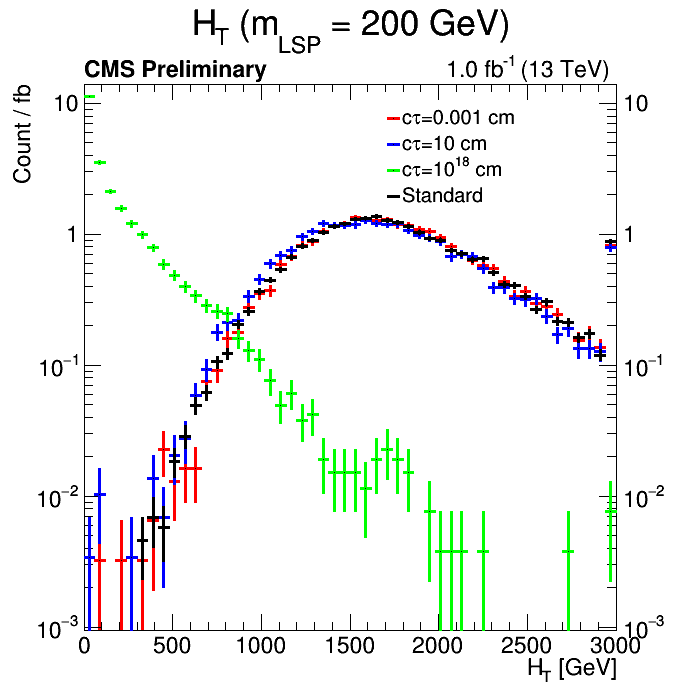 H_T (m_LSP = 200 GeV)
CMS Preliminary 1.0 fb^-1 (13 TeV)
Count / fb
cτ=0.001 cm
cτ=10 cm
cτ=10^18 cm
Standard
10 10
1 1
10^-1 10^-1
10^-2 10^-2
10^-3 10^-3
0 500 1000 1500 2000 2500 3000
H_T [GeV]